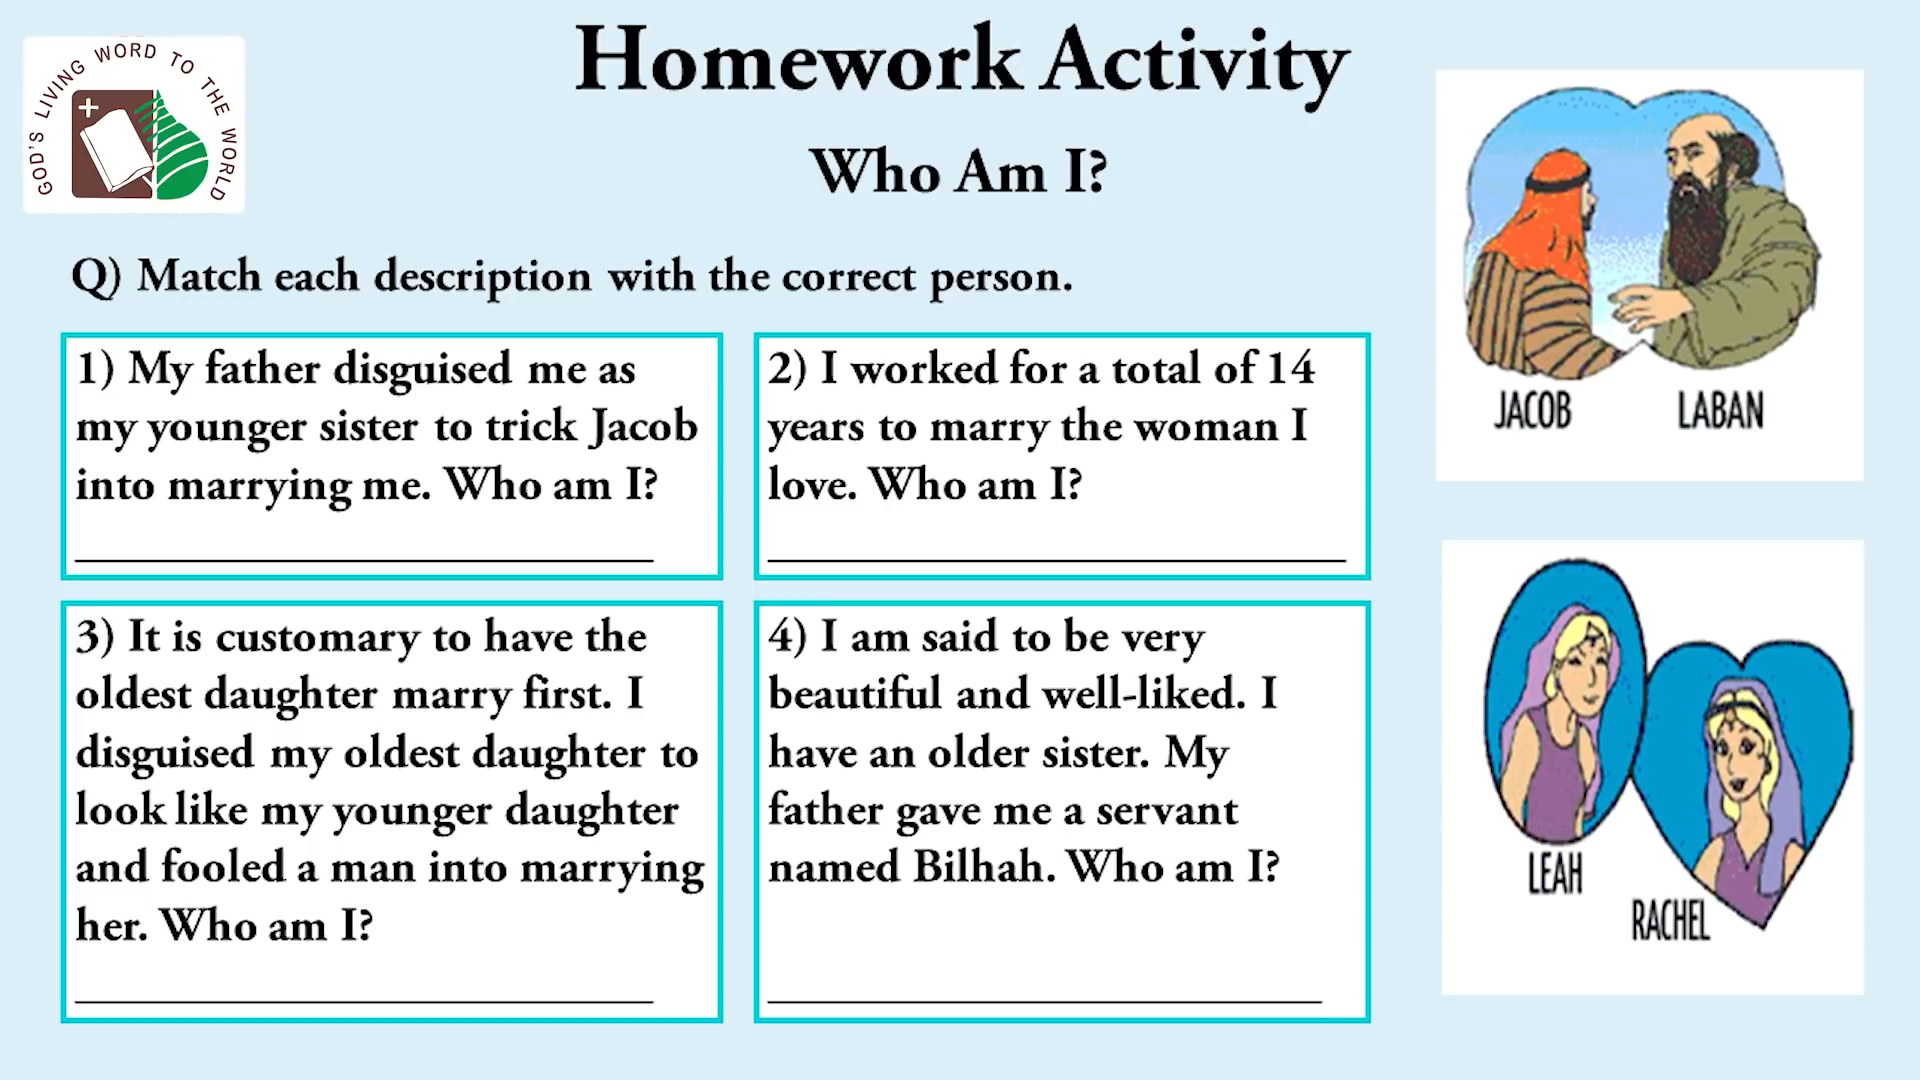 GOD'S LIVING WORD TO THE WORLD
Homework Activity
Who Am I?
Q) Match each description with the correct person.
1) My father disguised me as
my younger sister to trick Jacob
into marrying me. Who am I?
2) I worked for a total of 14
years to marry the woman I
love. Who am I?
3) It is customary to have the
oldest daughter marry first. I
disguised my oldest daughter to
look like my younger daughter
and fooled a man into marrying
her. Who am I?
4) I am said to be very
beautiful and well-liked. I
have an older sister. My
father gave me a servant
named Bilhah. Who am I?
JACOB LABAN
LEAH
RACHEL